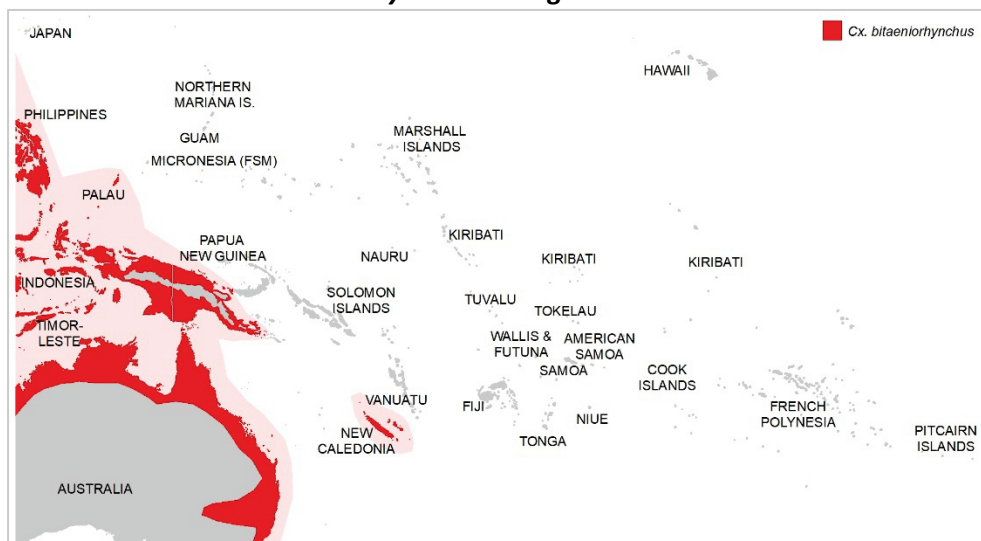 JAPAN
Cx. bitaeniorhynchus
HAWAII
NORTHERN
MARIANA IS.
PHILIPPINES
GUAM
MARSHALL
ISLANDS
MICRONESIA (FSM)
PALAU
KIRIBATI
PAPUA
NEW GUINEA
NAURU
KIRIBATI
KIRIBATI
INDONESIA
SOLOMON
ISLANDS
TUVALU
TOKELAU
TIMOR-
LESTE
WALLIS &
FUTUNA
AMERICAN
SAMOA
SAMOA
COOK
ISLANDS
VANUATU
FIJI
NIUE
FRENCH
POLYNESIA
NEW
CALEDONIA
TONGA
PITCAIRN
ISLANDS
AUSTRALIA